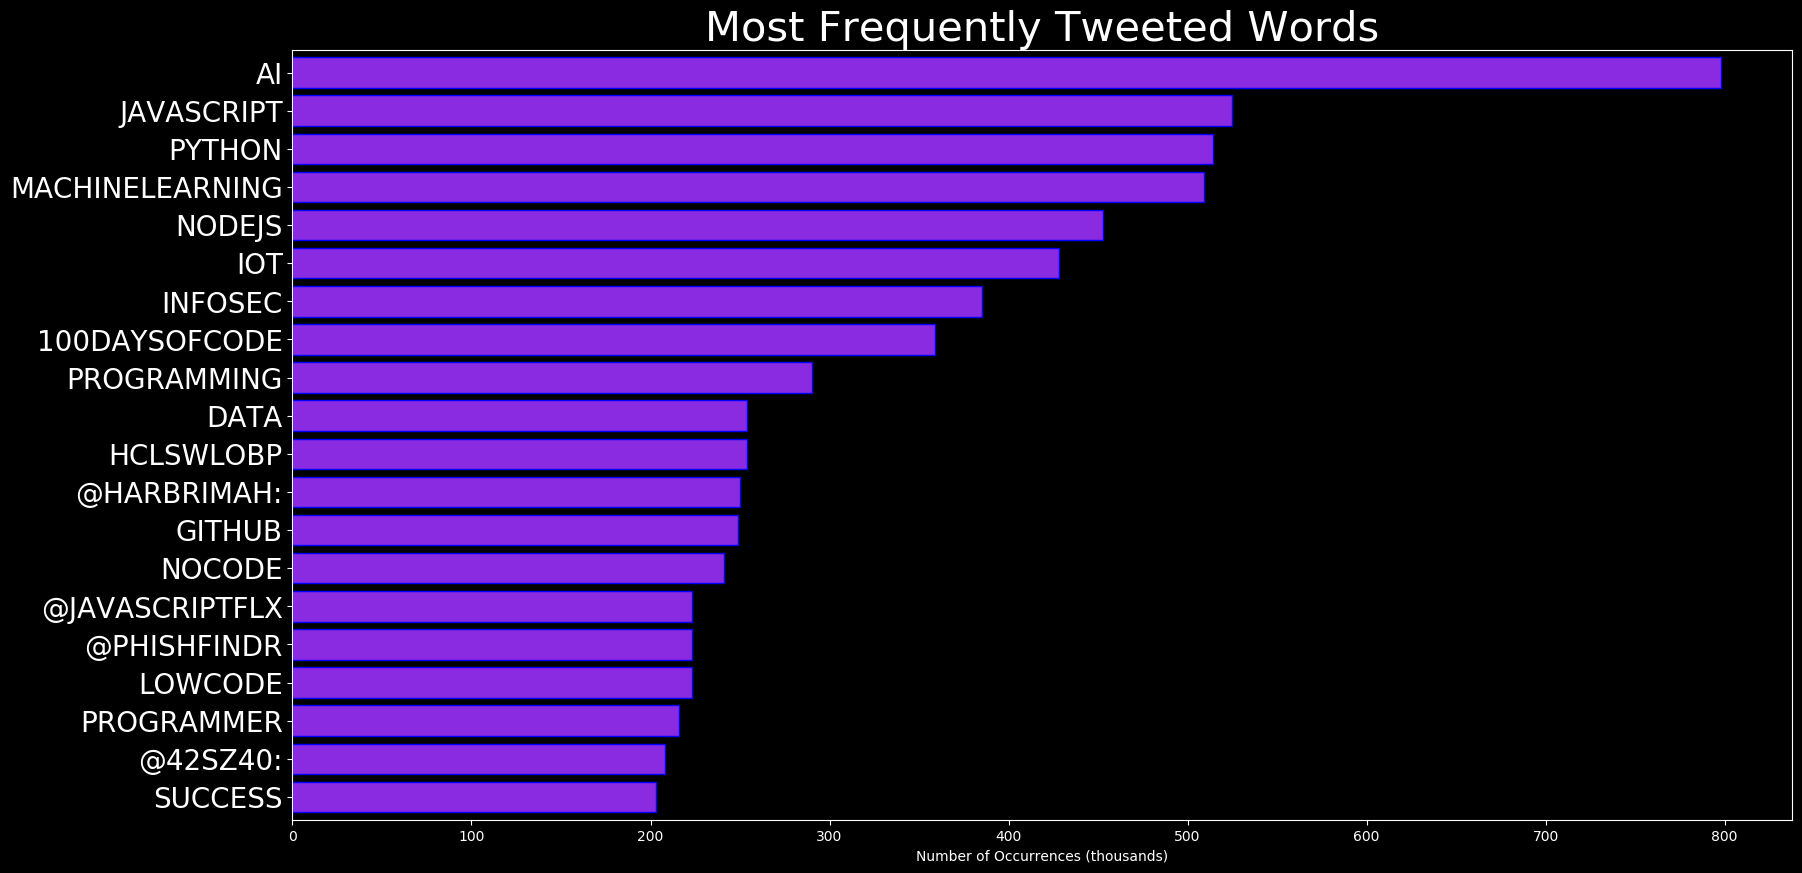 Most Frequently Tweeted Words
AI
JAVASCRIPT
PYTHON
MACHINELEARNING
NODEJS
IOT
INFOSEC
100DAYSOFCODE
PROGRAMMING
DATA
HCLSWLOBP
@HARBRIMAH:
GITHUB
NOCODE
@JAVASCRIPTFLX
@PHISHFINDR
LOWCODE
PROGRAMMER
@42SZ40:
SUCCESS
0 100 200 300 400 500 600 700 800
Number of Occurrences (thousands)